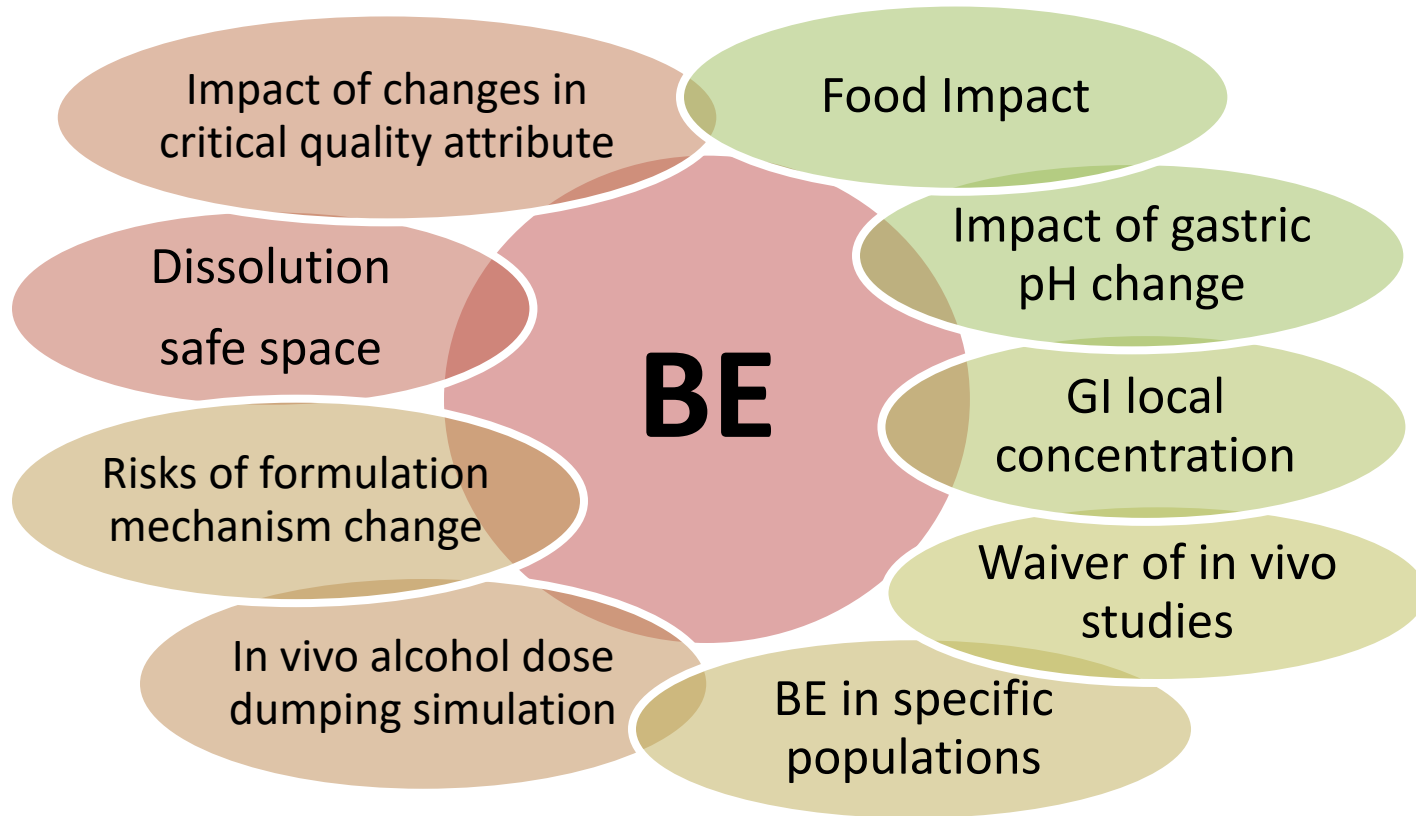 Impact of changes in
critical quality attribute
Food Impact
Dissolution
safe space
Impact of gastric
pH change
BE
GI local
concentration
Risks of formulation
mechanism change
Waiver of in vivo
studies
In vivo alcohol dose
dumping simulation
BE in specific
populations